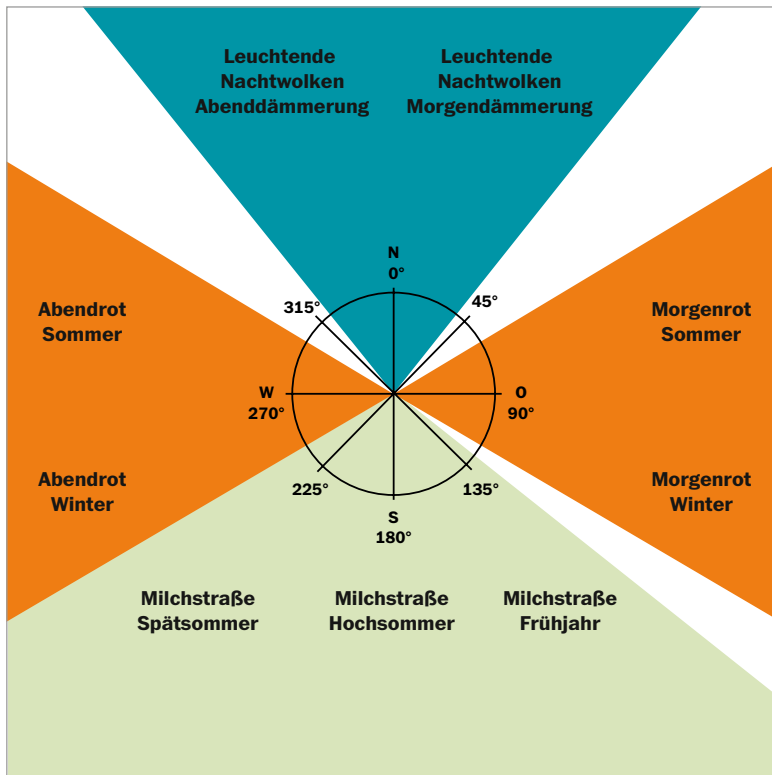 Leuchtende
Nachtwolken
Abenddämmerung
Leuchtende
Nachtwolken
Morgendämmerung
N
0°
315°
45°
Abendrot
Sommer
Morgenrot
Sommer
W
270°
O
90°
Abendrot
Winter
225°
135°
Morgenrot
Winter
S
180°
Milchstraße
Spätsommer
Milchstraße
Hochsommer
Milchstraße
Frühjahr